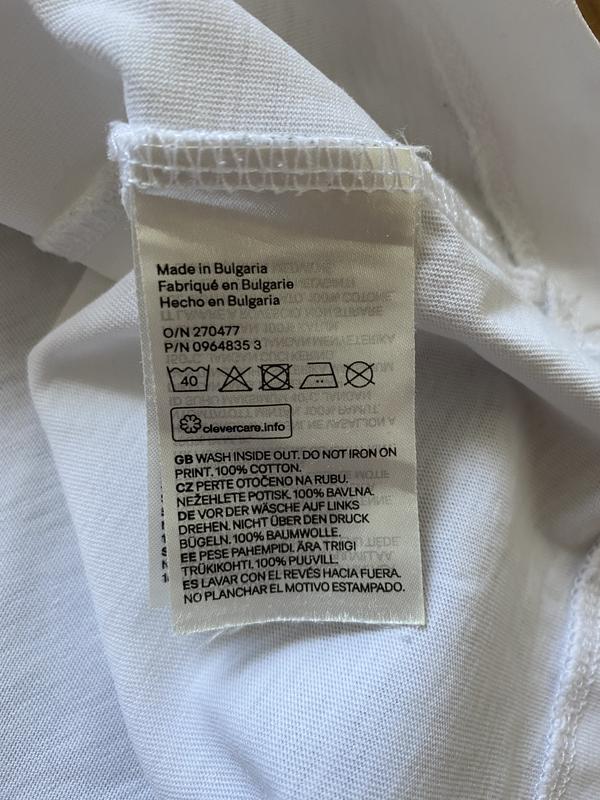 Made in Bulgaria
Fabriqué en Bulgarie
Hecho en Bulgaria
O/N 270477
P/N 0964835 3
40
clevercare.info
GB WASH INSIDE OUT. DO NOT IRON ON
PRINT. 100% COTTON.
CZ PERTE OTOČENO NA RUBU.
NEŽEHLETE POTISK. 100% BAVLNA.
DE VOR DER WÄSCHE AUF LINKS
DREHEN. NICHT ÜBER DEN DRUCK
BÜGELN. 100% BAUMWOLLE.
EE PESE PAHEMPIDI. ÄRA TRIIGI
TRÜKIKOHTI. 100% PUUVILL.
ES LAVAR CON EL REVÉS HACIA FUERA.
NO PLANCHAR EL MOTIVO ESTAMPADO.